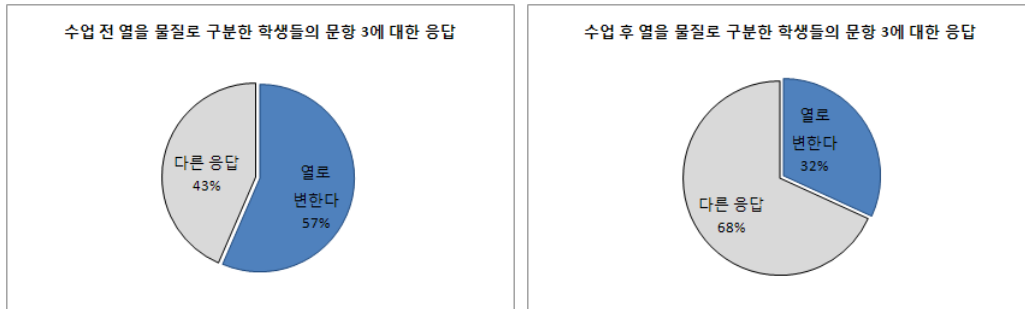 수업 전 열을 물질로 구분한 학생들의 문항 3에 대한 응답
다른 응답
43%
열로
변한다
57%
수업 후 열을 물질로 구분한 학생들의 문항 3에 대한 응답
열로
변한다
32%
다른 응답
68%